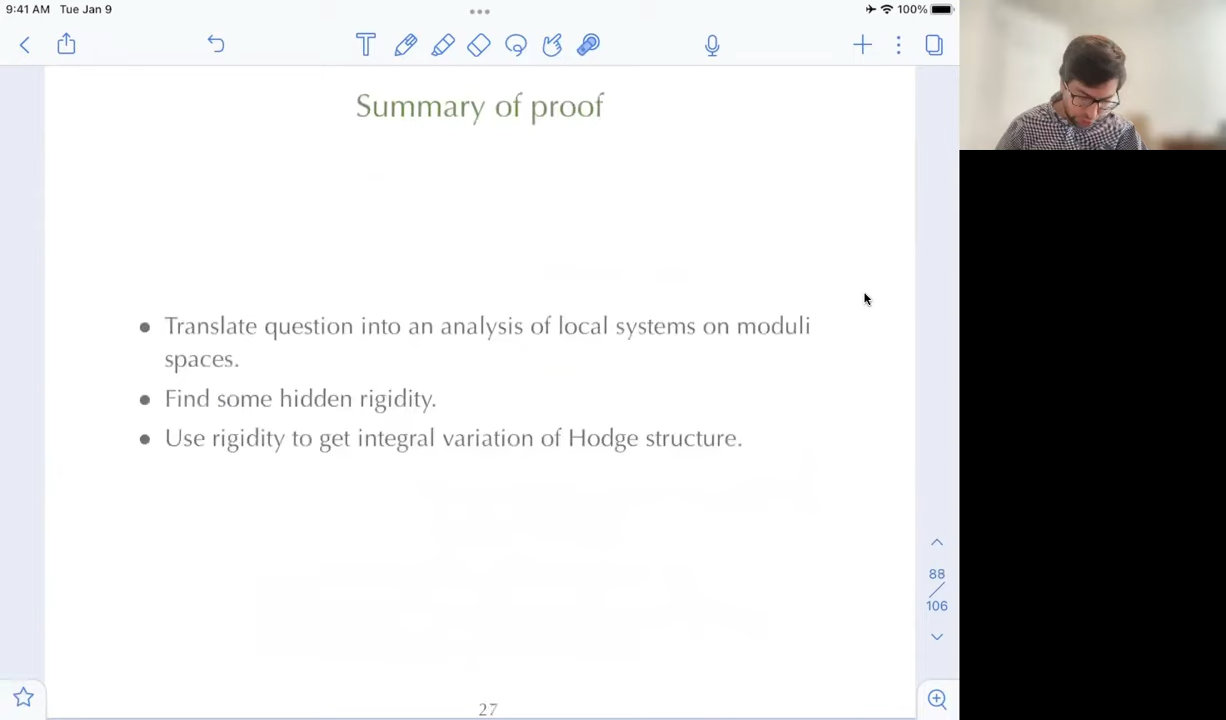 9:41 AM Tue Jan 9
100%
T
Summary of proof
• Translate question into an analysis of local systems on moduli
spaces.
• Find some hidden rigidity.
• Use rigidity to get integral variation of Hodge structure.
88
106
27